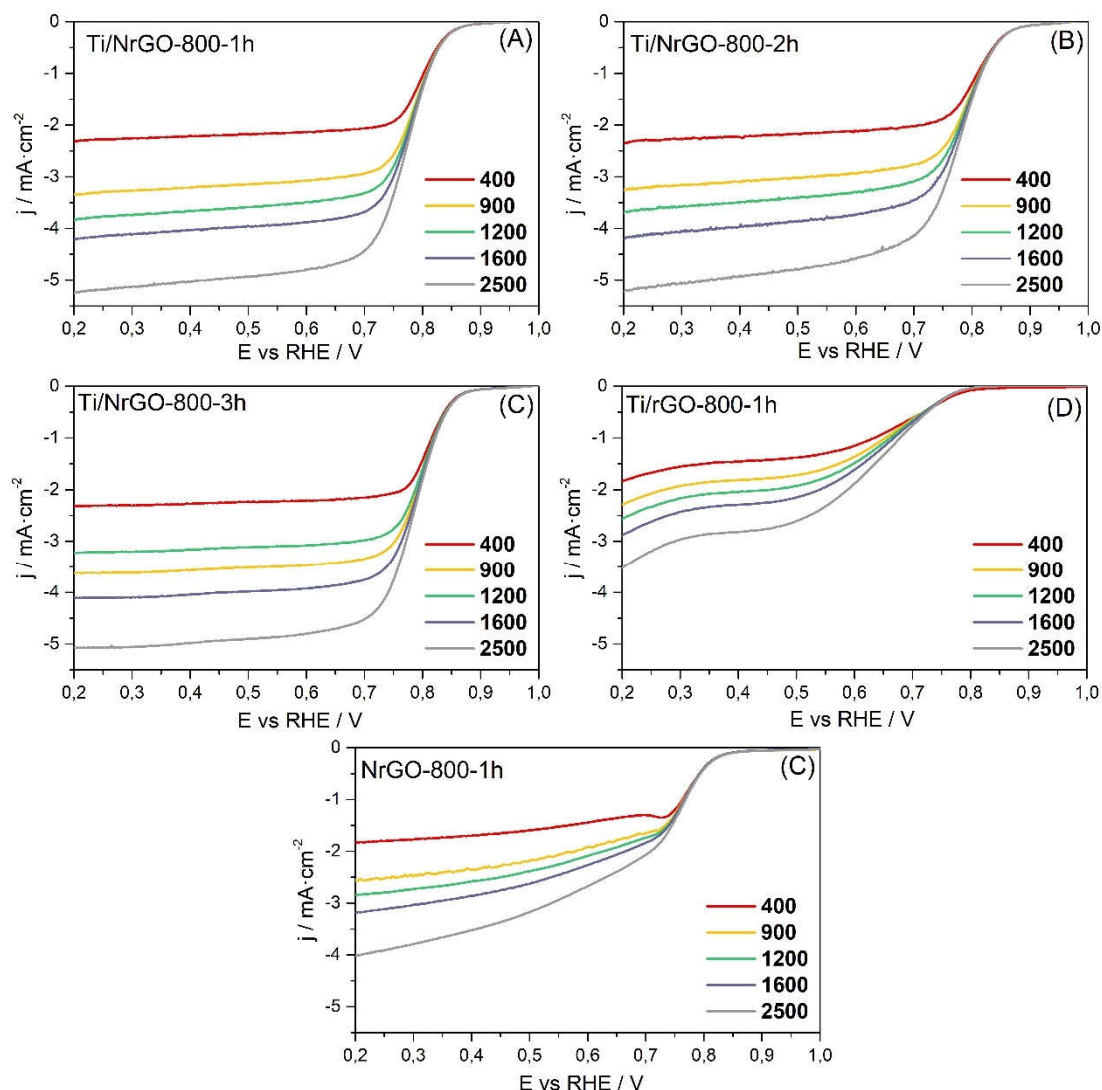 Ti/NrGO-800-1h
(A)
j / mA·cm-2
0
-1
-2
-3
-4
-5
400
900
1200
1600
2500
0,2 0,3 0,4 0,5 0,6 0,7 0,8 0,9 1,0
E vs RHE / V
Ti/NrGO-800-2h
(B)
j / mA·cm-2
0
-1
-2
-3
-4
-5
400
900
1200
1600
2500
0,2 0,3 0,4 0,5 0,6 0,7 0,8 0,9 1,0
E vs RHE / V
Ti/NrGO-800-3h
(C)
j / mA·cm-2
0
-1
-2
-3
-4
-5
400
900
1200
1600
2500
0,2 0,3 0,4 0,5 0,6 0,7 0,8 0,9 1,0
E vs RHE / V
Ti/rGO-800-1h
(D)
j / mA·cm-2
0
-1
-2
-3
-4
-5
400
900
1200
1600
2500
0,2 0,3 0,4 0,5 0,6 0,7 0,8 0,9 1,0
E vs RHE / V
NrGO-800-1h
(C)
j / mA·cm-2
0
-1
-2
-3
-4
-5
400
900
1200
1600
2500
0,2 0,3 0,4 0,5 0,6 0,7 0,8 0,9 1,0
E vs RHE / V